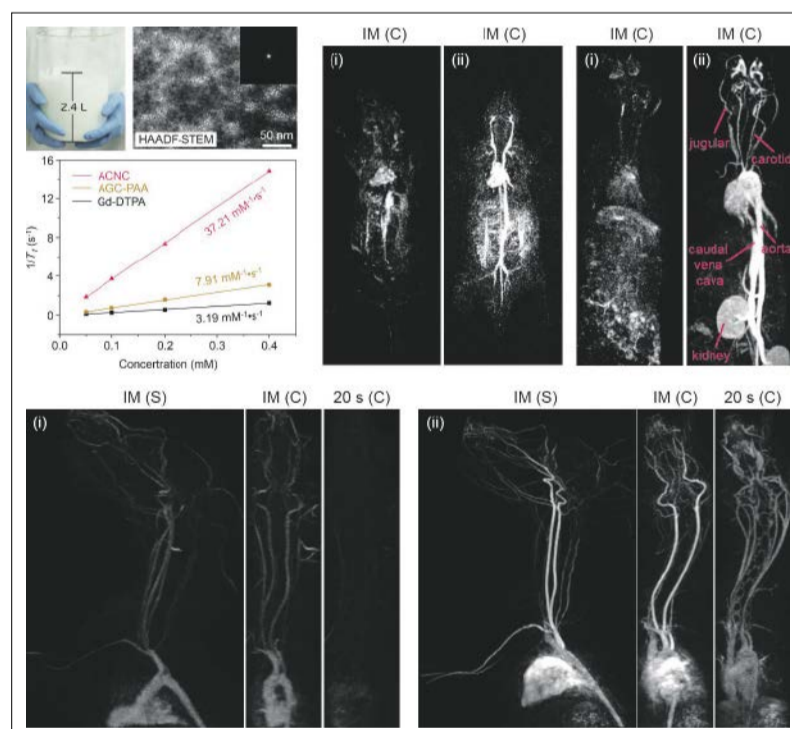 IM (C)
IM (C)
IM (C)
IM (C)
2.4 L
HAADF-STEM
50 nm
(i)
(ii)
(i)
(ii)
jugular
carotid
caudal
vena
cava
aorta
kidney
ACNC
AGC-PAA
Gd-DTPA
37.21 mM⁻¹•s⁻¹
7.91 mM⁻¹•s⁻¹
3.19 mM⁻¹•s⁻¹
1/T₁ (s⁻¹)
16
12
8
4
0
0.0
0.1
0.2
0.3
0.4
Concertration (mM)
IM (S)
IM (C)
20 s (C)
IM (S)
IM (C)
20 s (C)
(i)
(ii)